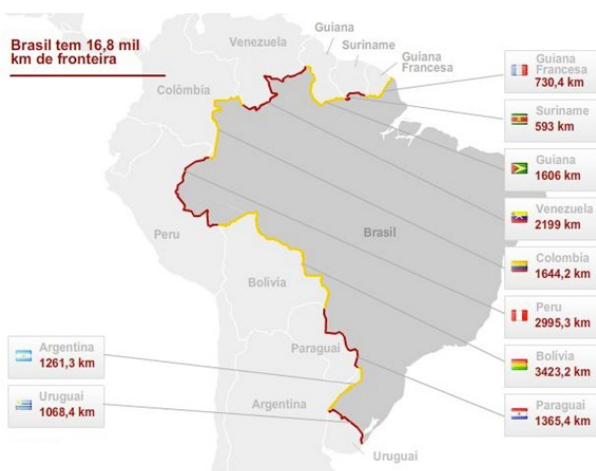 Brasil tem 16,8 mil
km de fronteira
Guiana
Venezuela
Suriname
Guiana
Francesa
Colômbia
Peru
Brasil
Bolívia
Paraguai
Argentina
Uruguai
Guiana
Francesa
730,4 km
Suriname
593 km
Guiana
1606 km
Venezuela
2199 km
Colombia
1644,2 km
Peru
2995,3 km
Bolívia
3423,2 km
Paraguai
1365,4 km
Argentina
1261,3 km
Uruguai
1068,4 km